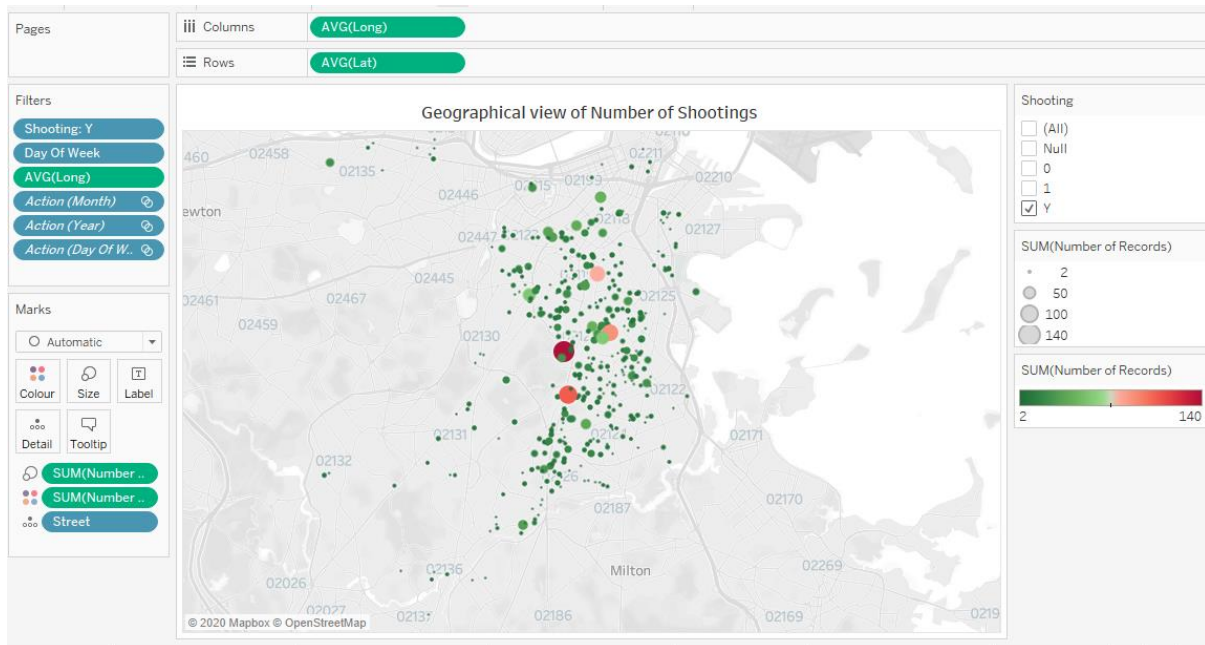 Pages
Columns
AVG(Long)
Rows
AVG(Lat)
Filters
Shooting: Y
Day Of Week
AVG(Long)
Action (Month)
Action (Year)
Action (Day Of W..
Marks
Automatic
Colour
Size
Label
Detail
Tooltip
SUM(Number ..
SUM(Number ..
Street
Geographical view of Number of Shootings
02458
02135
02211
02210
02446
02199
ewton
02118
02127
02447
02445
02467
02461
02459
02125
02130
02122
02131
02124
02171
02132
02187
02170
02136
Milton
02269
02026
02027
02186
02169
0219
© 2020 Mapbox © OpenStreetMap
Shooting
(All)
Null
0
1
Y
SUM(Number of Records)
2
50
100
140
SUM(Number of Records)
2 140